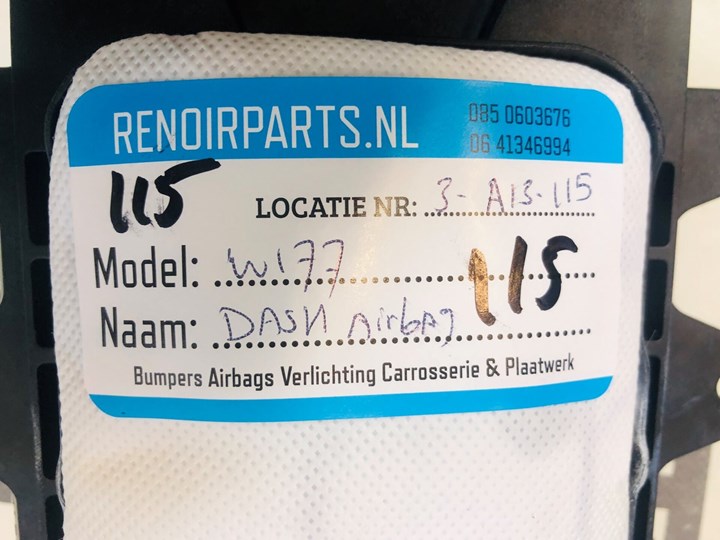 RENOIRPARTS.NL
085 0603676
06 41346994
115
LOCATIE NR: 3-A13-115
Model: W177
115
Naam: DASH Airbag
Bumpers Airbags Verlichting Carrosserie & Plaatwerk